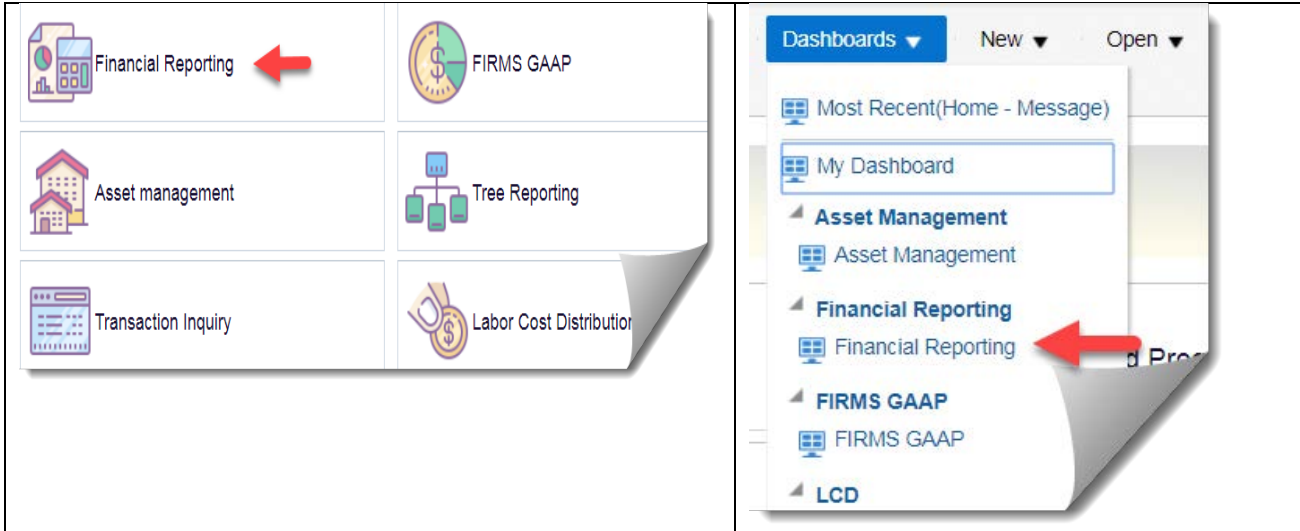 Financial Reporting
FIRMS GAAP
Asset management
Tree Reporting
Transaction Inquiry
Labor Cost Distribution
Dashboards
New
Open
Most Recent(Home - Message)
My Dashboard
Asset Management
Asset Management
Financial Reporting
Financial Reporting
FIRMS GAAP
FIRMS GAAP
LCD